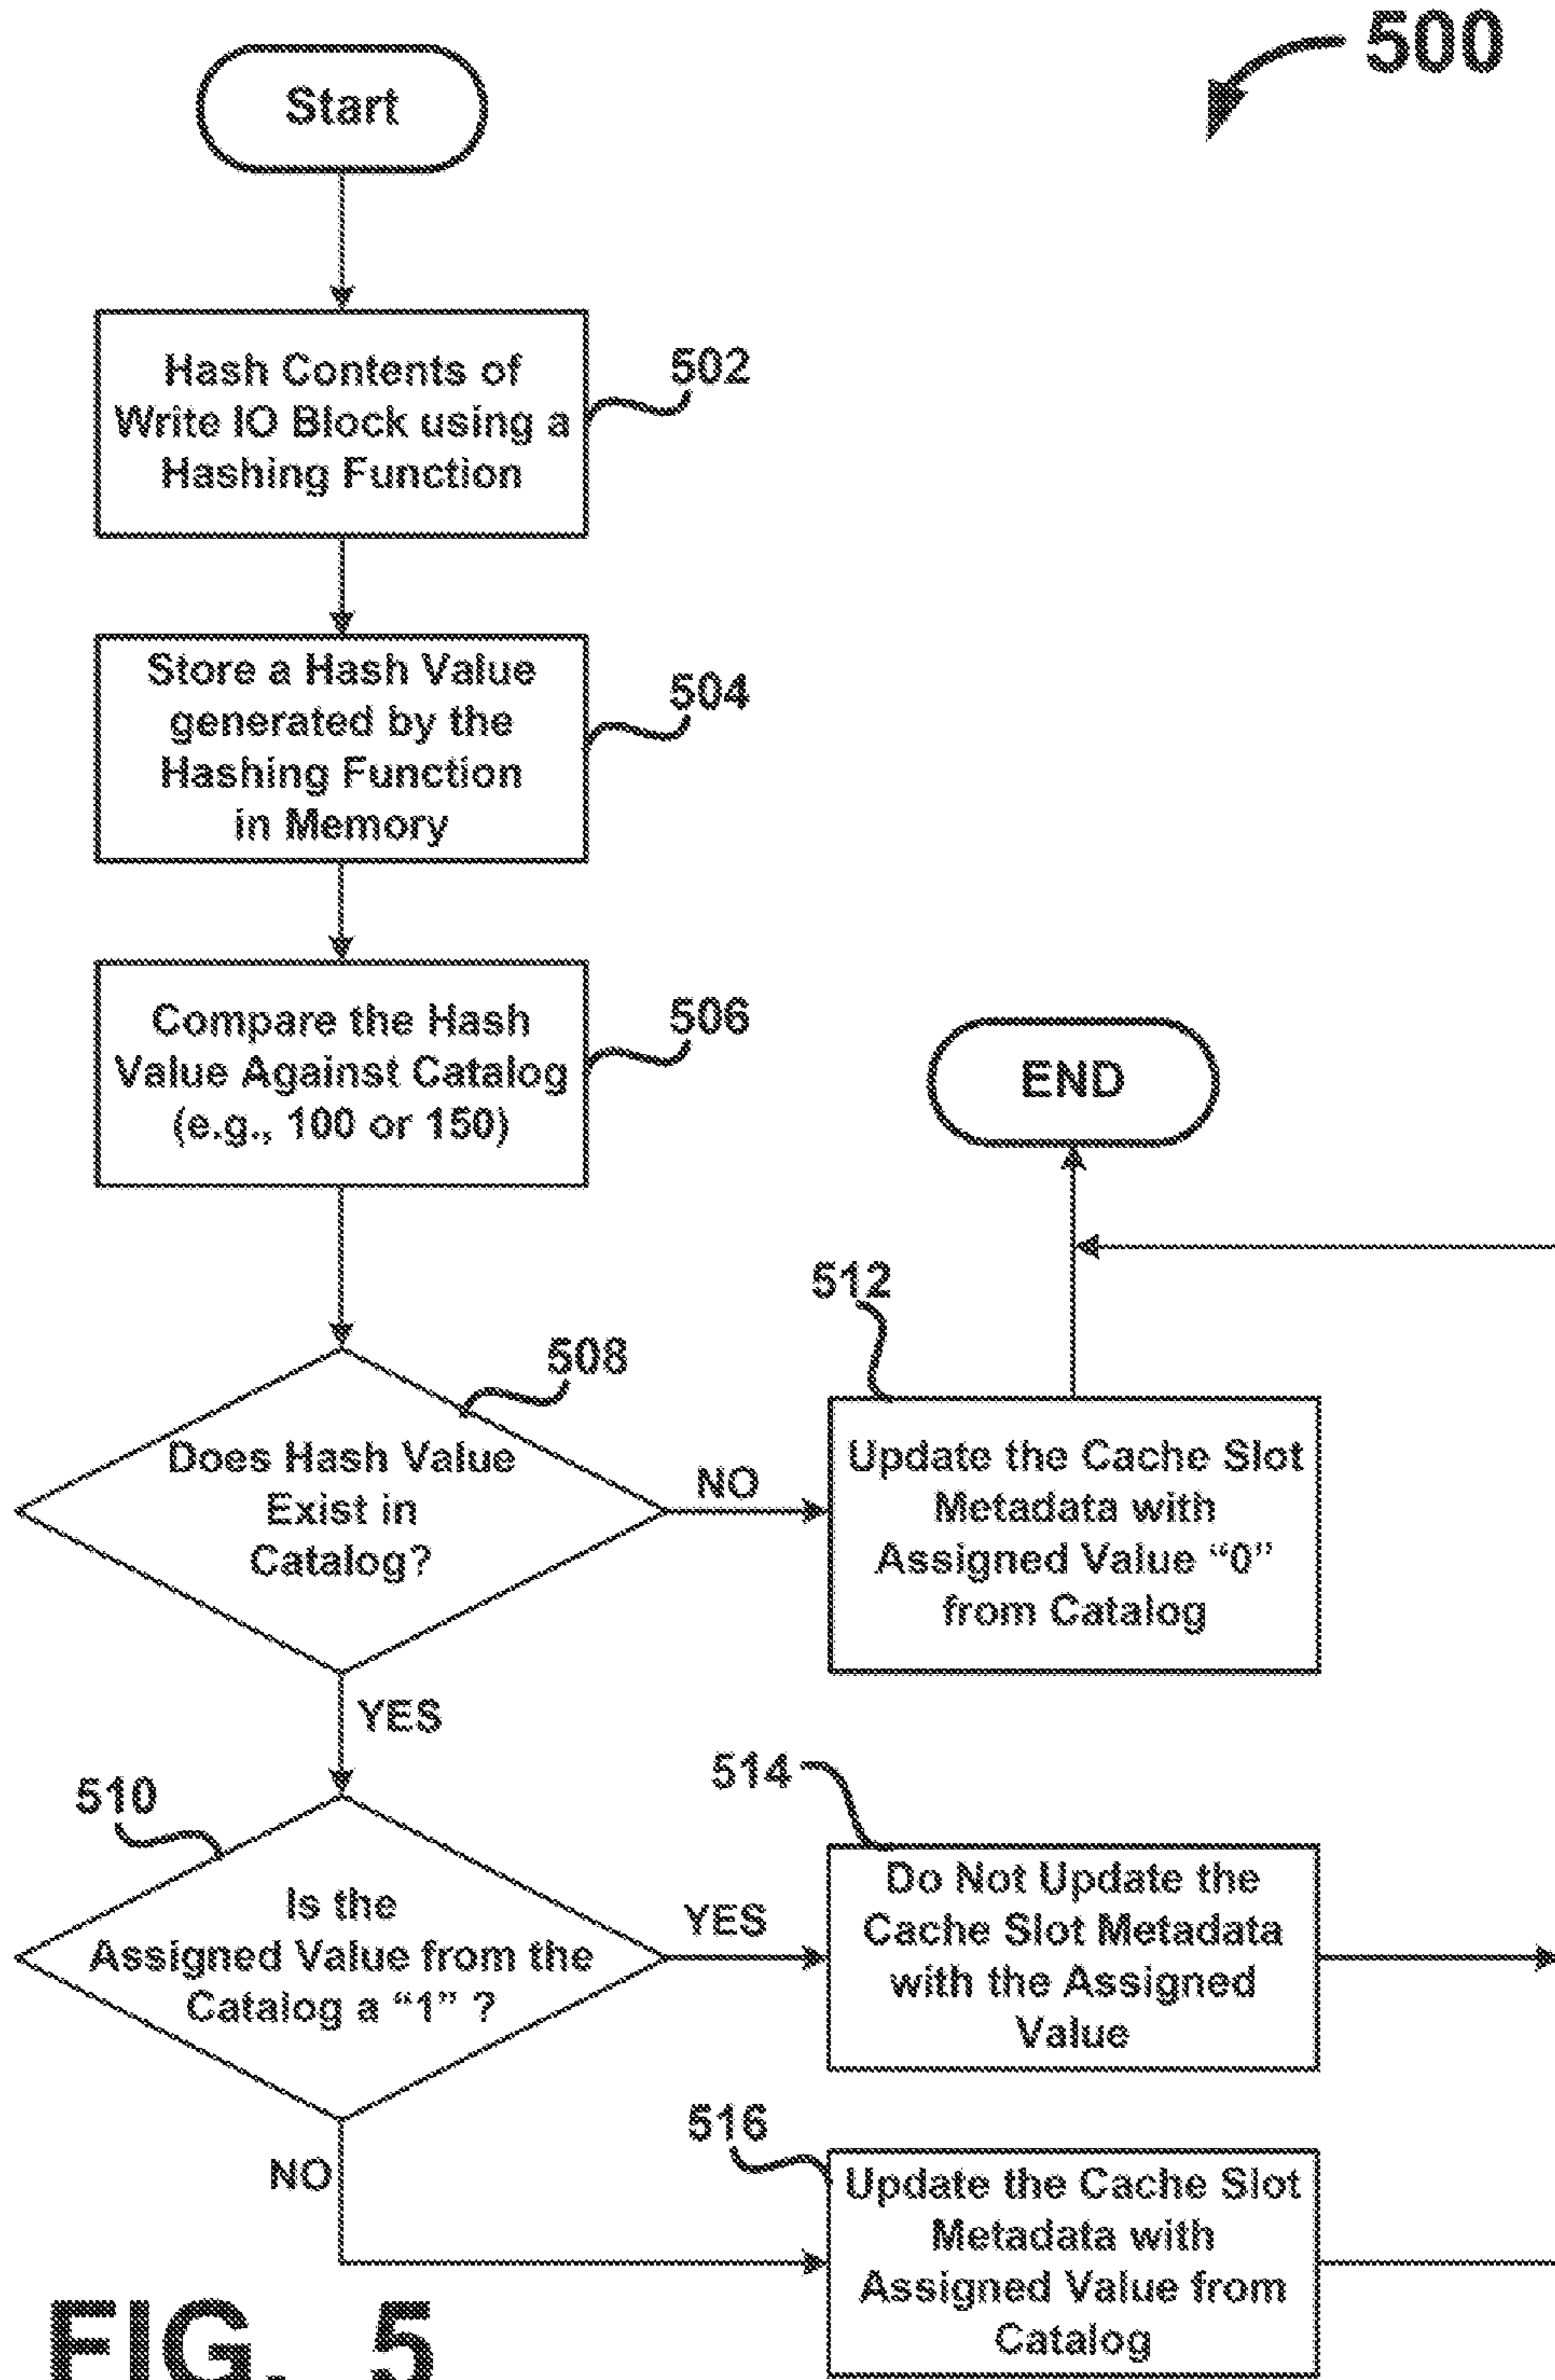 500
Start
Hash Contents of
Write IO Block using a
Hashing Function
502
Store a Hash Value
generated by the
Hashing Function
in Memory
504
Compare the Hash
Value Against Catalog
(e.g., 100 or 150)
506
END
508
Does Hash Value
Exist in
Catalog?
NO
YES
512
Update the Cache Slot
Metadata with
Assigned Value “0”
from Catalog
510
Is the
Assigned Value from the
Catalog a “1” ?
YES
NO
514
Do Not Update the
Cache Slot Metadata
with the Assigned
Value
516
Update the Cache Slot
Metadata with
Assigned Value from
Catalog
FIG. 5